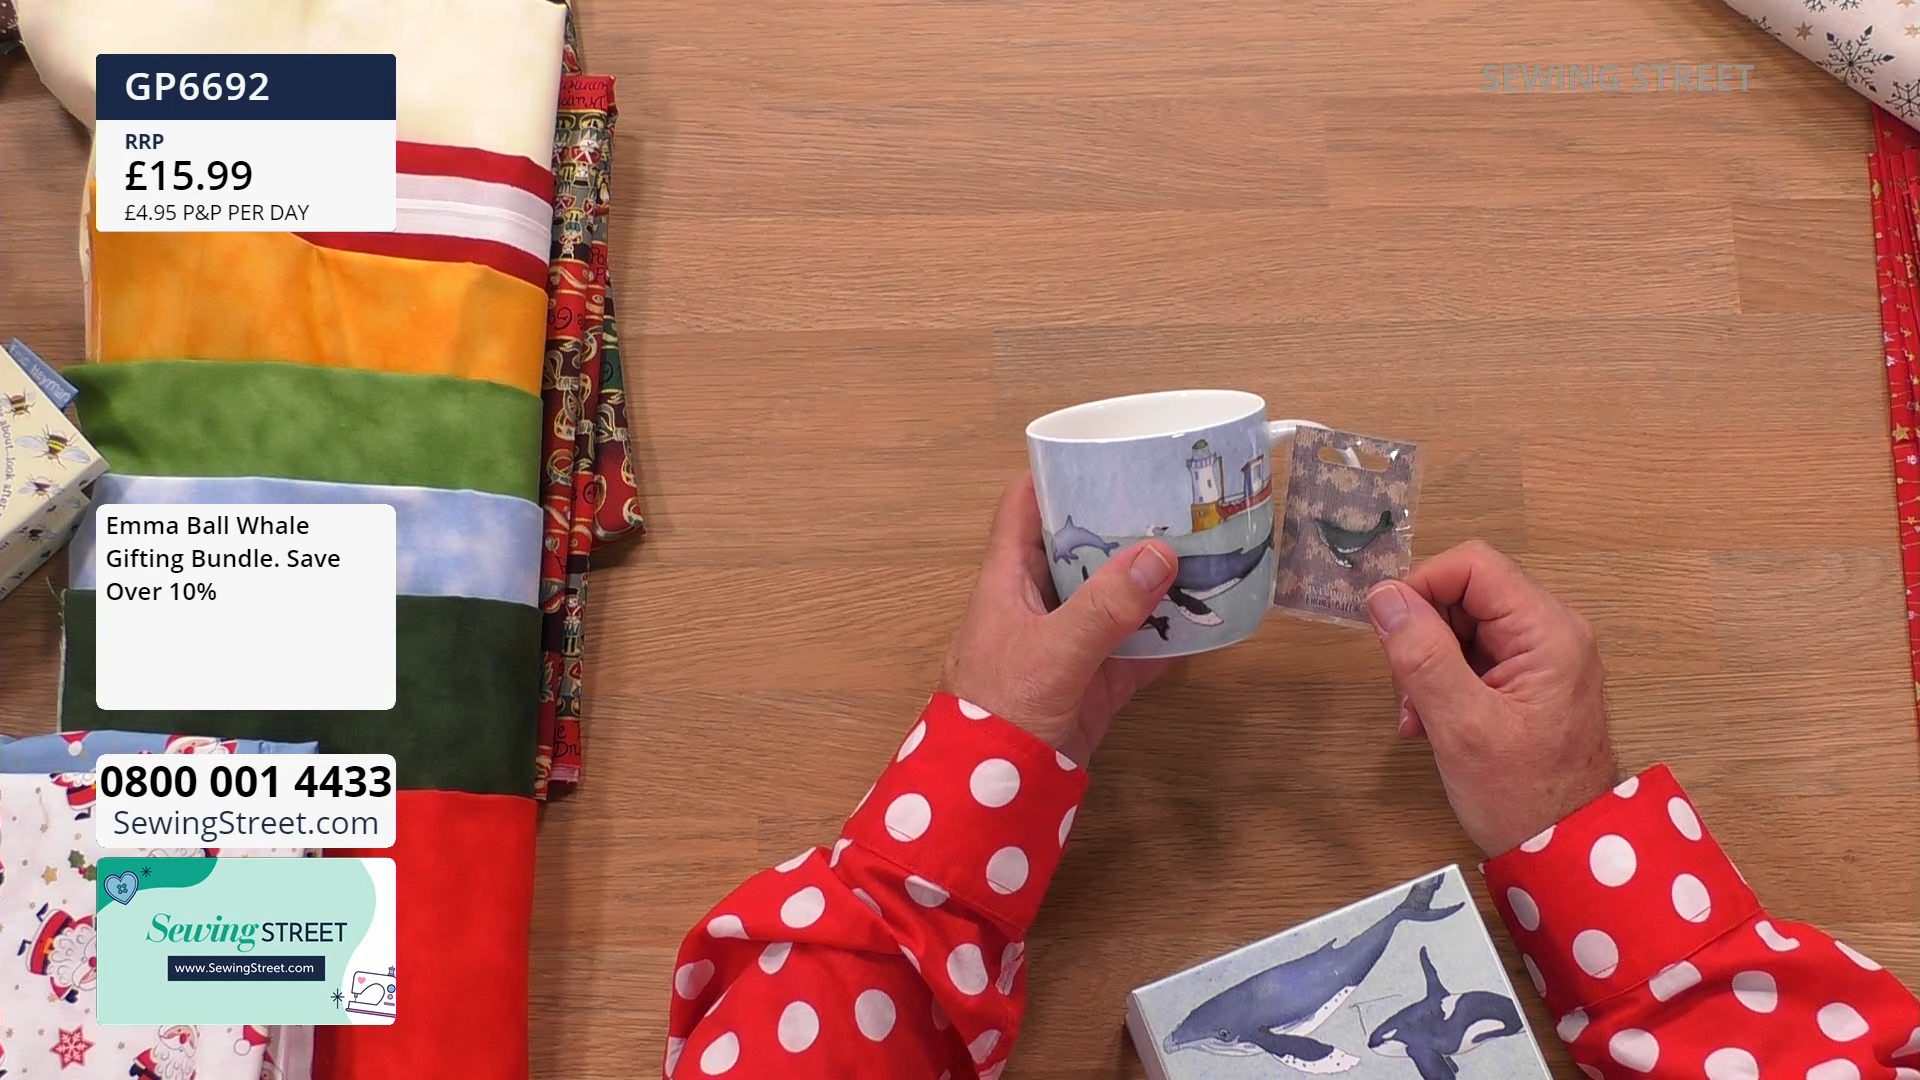 GP6692
RRP
£15.99
£4.95 P&P PER DAY
SEWING STREET
Emma Ball Whale
Gifting Bundle. Save
Over 10%
0800 001 4433
SewingStreet.com
Sewing STREET
www.SewingStreet.com